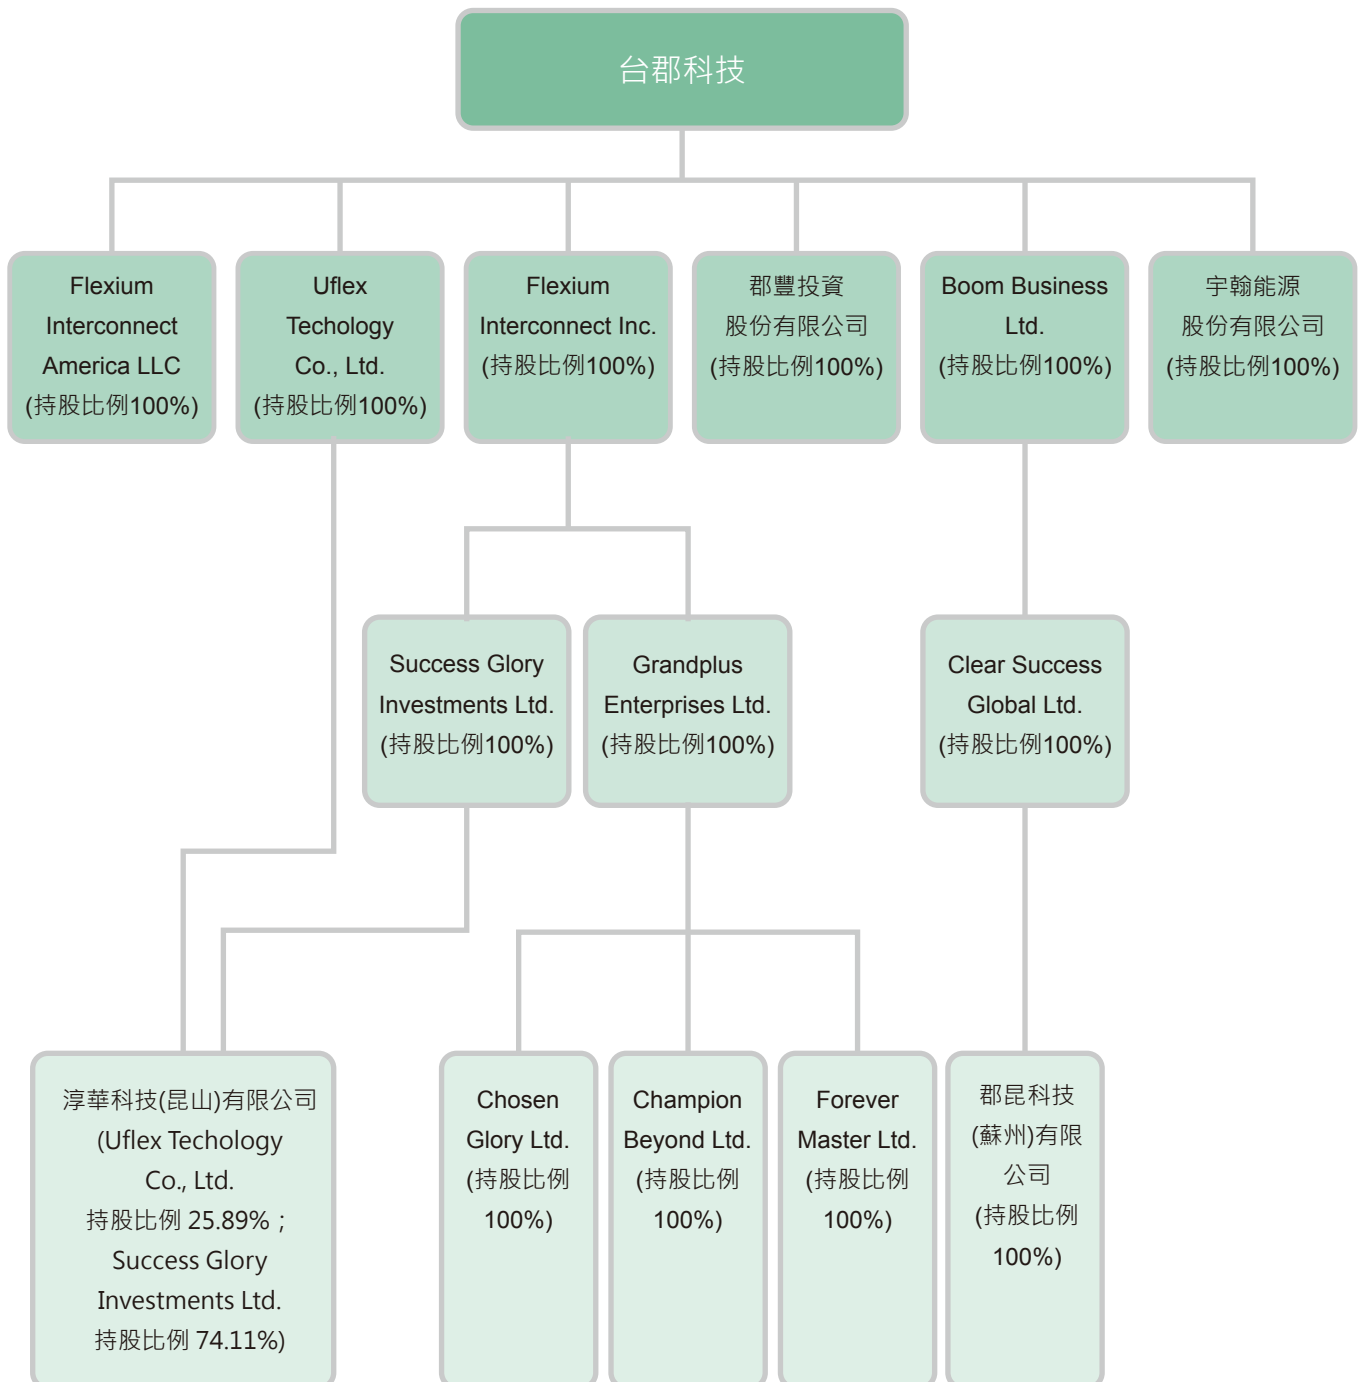 台郡科技
Flexium
Interconnect
America LLC
(持股比例100%)
Uflex
Techology
Co., Ltd.
(持股比例100%)
Flexium
Interconnect Inc.
(持股比例100%)
郡豐投資
股份有限公司
(持股比例100%)
Boom Business
Ltd.
(持股比例100%)
宇翰能源
股份有限公司
(持股比例100%)
Success Glory
Investments Ltd.
(持股比例100%)
Grandplus
Enterprises Ltd.
(持股比例100%)
Clear Success
Global Ltd.
(持股比例100%)
淳華科技(昆山)有限公司
(Uflex Techology
Co., Ltd.
持股比例 25.89%；
Success Glory
Investments Ltd.
持股比例 74.11%)
Chosen
Glory Ltd.
(持股比例
100%)
Champion
Beyond Ltd.
(持股比例
100%)
Forever
Master Ltd.
(持股比例
100%)
郡昆科技
(蘇州)有限
公司
(持股比例
100%)